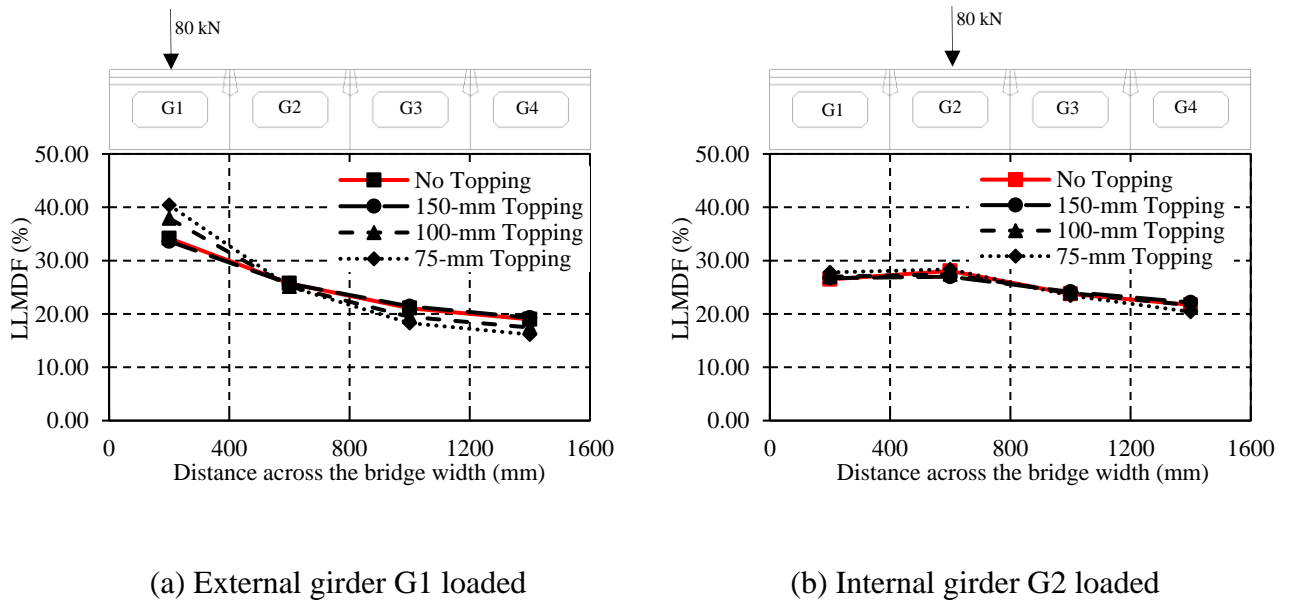 80 kN
G1 G2 G3 G4
50.00
40.00
30.00
20.00
10.00
0.00
LLMDF (%)
No Topping
150-mm Topping
100-mm Topping
75-mm Topping
0 400 800 1200 1600
Distance across the bridge width (mm)
(a) External girder G1 loaded
80 kN
G1 G2 G3 G4
50.00
40.00
30.00
20.00
10.00
0.00
LLMDF (%)
No Topping
150-mm Topping
100-mm Topping
75-mm Topping
0 400 800 1200 1600
Distance across the bridge width (mm)
(b) Internal girder G2 loaded